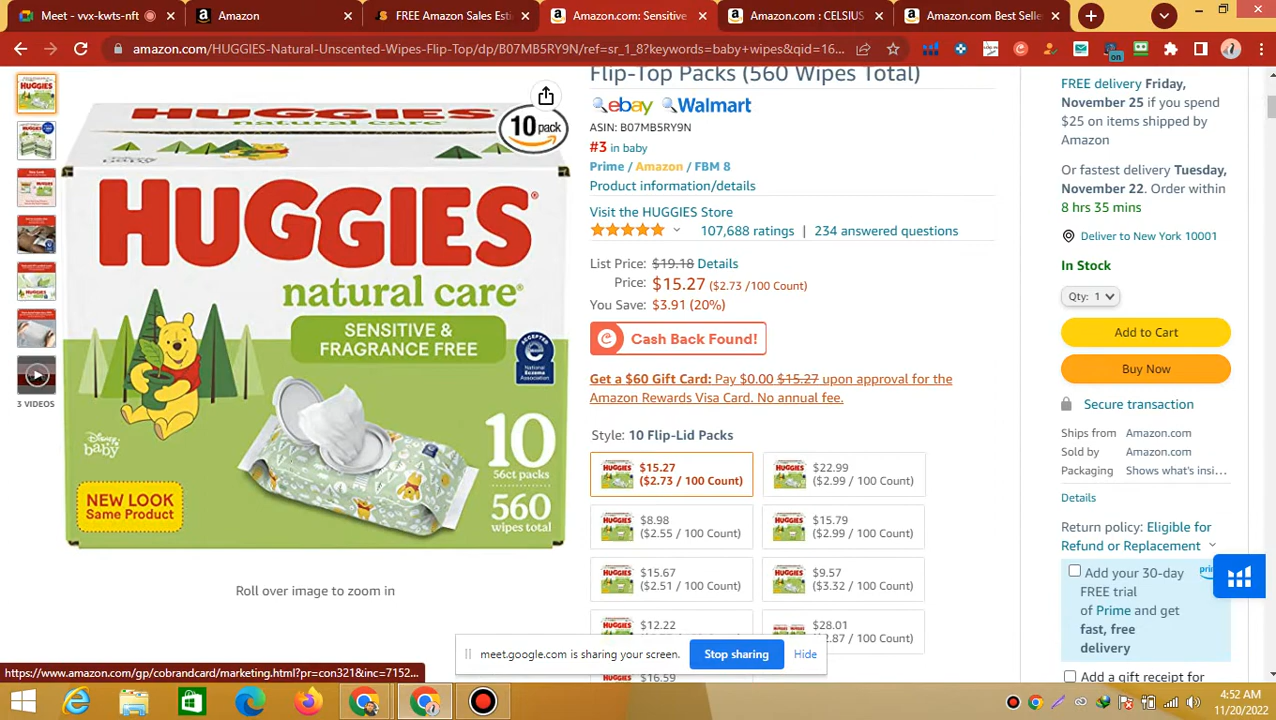 Meet - vvx-kwts-nft
Amazon
FREE Amazon Sales Esti
Amazon.com: Sensitive
Amazon.com : CELSIUS
Amazon.com Best Selle
amazon.com/HUGGIES-Natural-Unscented-Wipes-Flip-Top/dp/B07MB5RY9N/ref=sr_1_8?keywords=baby+wipes&qid=16...
Flip-Top Packs (560 Wipes Total)
ebay Walmart
ASIN: B07MB5RY9N
#3 in baby
Prime / Amazon / FBM 8
Product information/details
Visit the HUGGIES Store
107,688 ratings | 234 answered questions
List Price: $19.18 Details
Price: $15.27 ($2.73 /100 Count)
You Save: $3.91 (20%)
Cash Back Found!
Get a $60 Gift Card: Pay $0.00 $15.27 upon approval for the
Amazon Rewards Visa Card. No annual fee.
Style: 10 Flip-Lid Packs
$15.27
($2.73 / 100 Count)
$22.99
($2.99 / 100 Count)
$8.98
($2.55 / 100 Count)
$15.79
($2.99 / 100 Count)
$15.67
($2.51 / 100 Count)
$9.57
($3.32 / 100 Count)
$12.22
$28.01
2.87 / 100 Count)
$16.59
10 pack
HUGGIES
natural care
SENSITIVE &
FRAGRANCE FREE
ACCEPTED
National
Eczema
Association
Disney
baby
10
56ct packs
560
wipes total
NEW LOOK
Same Product
3 VIDEOS
Roll over image to zoom in
FREE delivery Friday,
November 25 if you spend
$25 on items shipped by
Amazon
Or fastest delivery Tuesday,
November 22. Order within
8 hrs 35 mins
Deliver to New York 10001
In Stock
Qty: 1
Add to Cart
Buy Now
Secure transaction
Ships from Amazon.com
Sold by Amazon.com
Packaging Shows what's insi...
Details
Return policy: Eligible for
Refund or Replacement
Add your 30-day
FREE trial
of Prime and get
fast, free
delivery
prim
Add a gift receipt for
meet.google.com is sharing your screen. Stop sharing Hide
https://www.amazon.com/gp/cobrandcard/marketing.html?pr=con321&inc=7152...
4:52 AM
11/20/2022